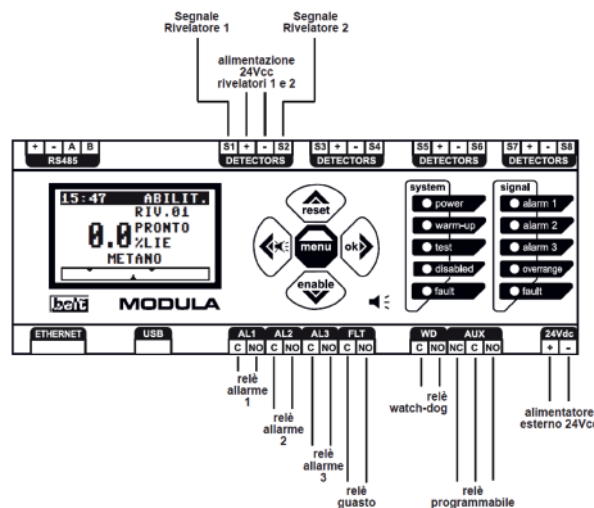 Segnale
Rivelatore 1
Segnale
Rivelatore 2
alimentazione
24Vcc
rivelatori 1 e 2
+ - A B
RS485
S1 + - S2
DETECTORS
S3 + - S4
DETECTORS
S5 + - S6
DETECTORS
S7 + - S8
DETECTORS
15:47 ABILIT.
RIV.01
0.0 PRONTO
%LIE
METANO
reset
menu
ok
enable
system
power
warm-up
test
disabled
fault
signal
alarm 1
alarm 2
alarm 3
overrange
fault
beit MODULA
ETHERNET
USB
AL1 AL2 AL3 FLT
C NO C NO C NO C NO
WD AUX
C NO NC C NO
24Vdc
+ -
relè
allarme
1
relè
allarme
2
relè
allarme
3
relè
guasto
relè
watch-dog
relè
programmabile
alimentatore
esterno 24Vcc